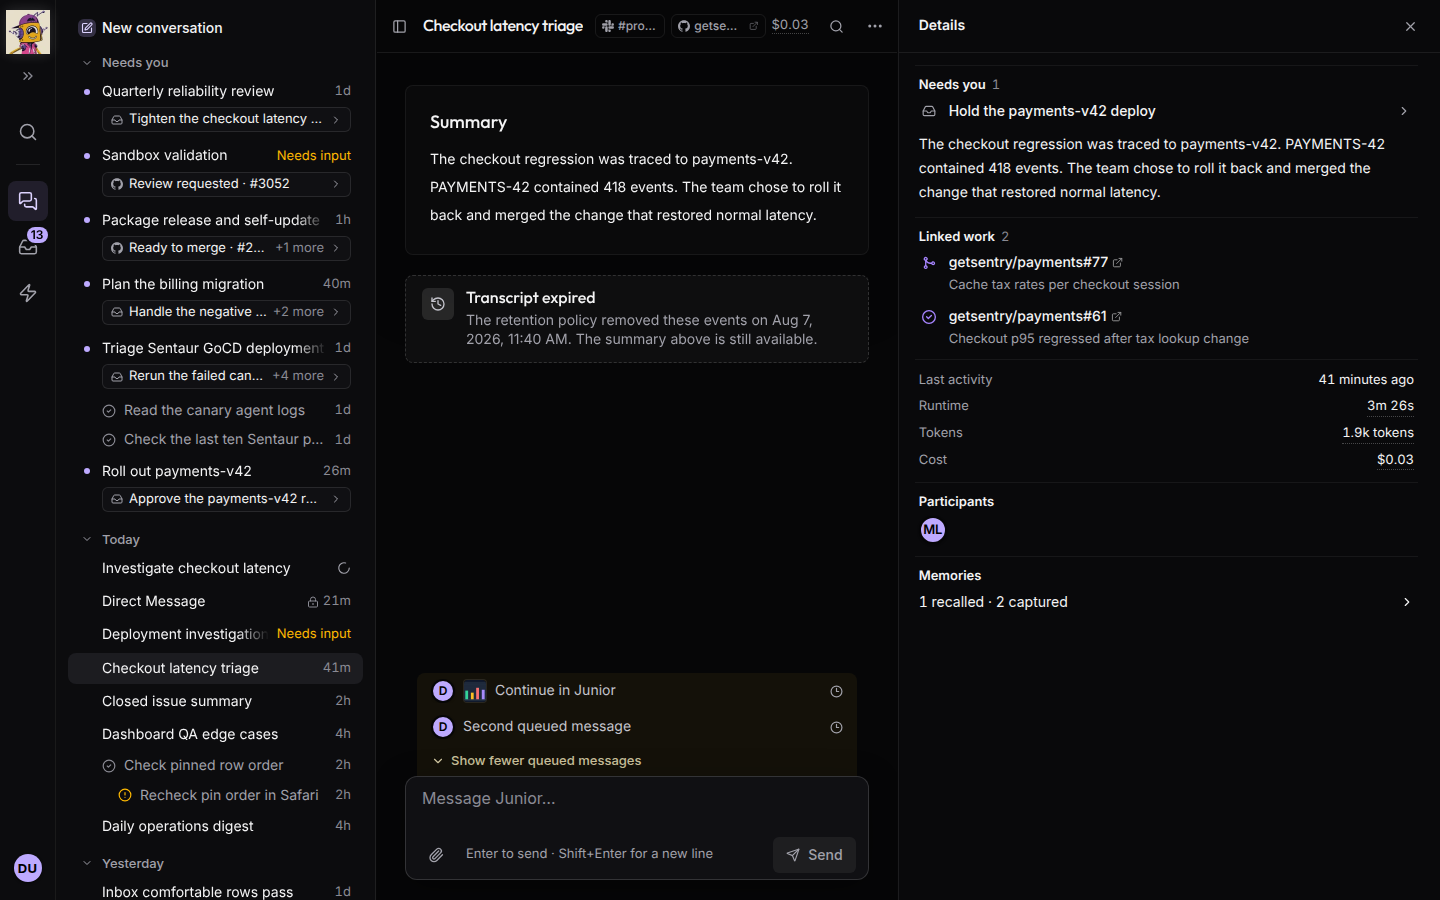 New conversation
Needs you
Quarterly reliability review 1d
Tighten the checkout latency ...
Sandbox validation Needs input
Review requested · #3052
Package release and self-update 1h
Ready to merge · #2... +1 more
Plan the billing migration 40m
Handle the negative ... +2 more
Triage Sentaur GoCD deployment 1d
Rerun the failed can... +4 more
Read the canary agent logs 1d
Check the last ten Sentaur p... 1d
Roll out payments-v42 26m
Approve the payments-v42 r...
Today
Investigate checkout latency
Direct Message 21m
Deployment investigation Needs input
Checkout latency triage 41m
Closed issue summary 2h
Dashboard QA edge cases 4h
Check pinned row order 2h
Recheck pin order in Safari 2h
Daily operations digest 4h
Yesterday
Inbox comfortable rows pass 1d
13
DU
Checkout latency triage #pro... getse... $0.03
Summary
The checkout regression was traced to payments-v42.
PAYMENTS-42 contained 418 events. The team chose to roll it
back and merged the change that restored normal latency.
Transcript expired
The retention policy removed these events on Aug 7,
2026, 11:40 AM. The summary above is still available.
D Continue in Junior
D Second queued message
Show fewer queued messages
Message Junior...
Enter to send · Shift+Enter for a new line Send
Details
Needs you 1
Hold the payments-v42 deploy
The checkout regression was traced to payments-v42. PAYMENTS-42
contained 418 events. The team chose to roll it back and merged the
change that restored normal latency.
Linked work 2
getsentry/payments#77
Cache tax rates per checkout session
getsentry/payments#61
Checkout p95 regressed after tax lookup change
Last activity 41 minutes ago
Runtime 3m 26s
Tokens 1.9k tokens
Cost $0.03
Participants
ML
Memories
1 recalled · 2 captured